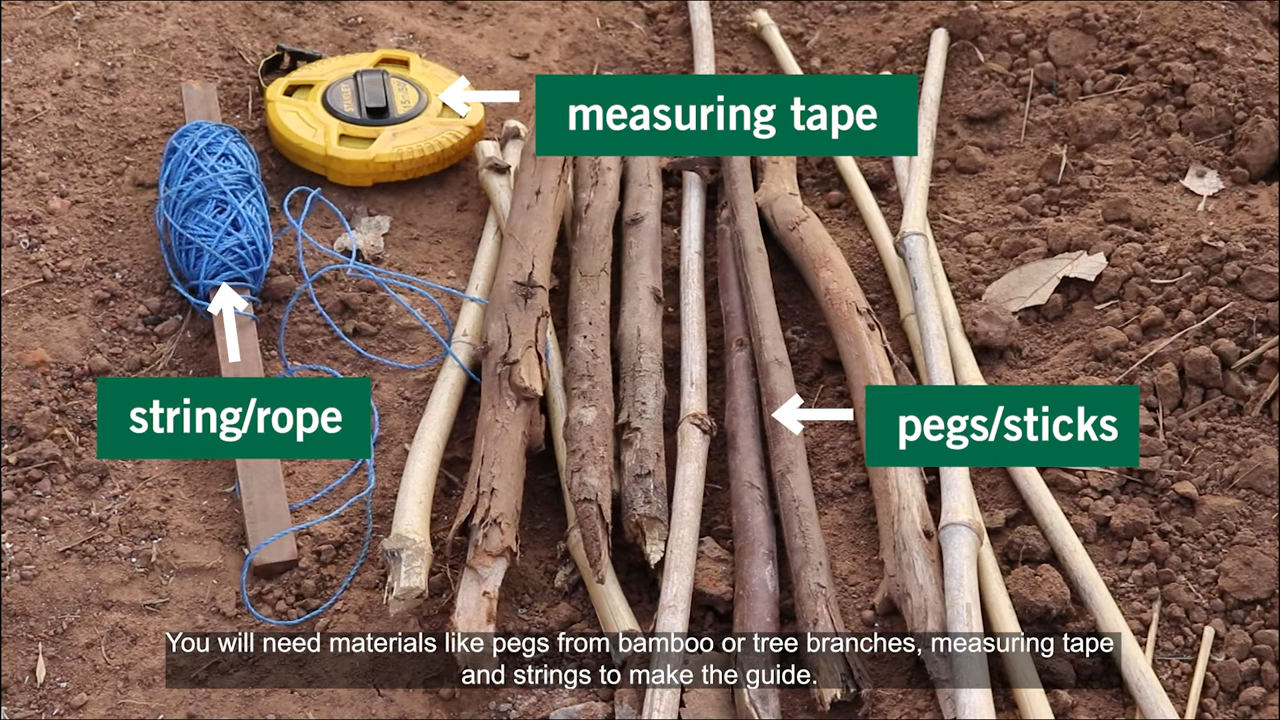 measuring tape
STANLEY
string/rope
pegs/sticks
You will need materials like pegs from bamboo or tree branches, measuring tape
and strings to make the guide.